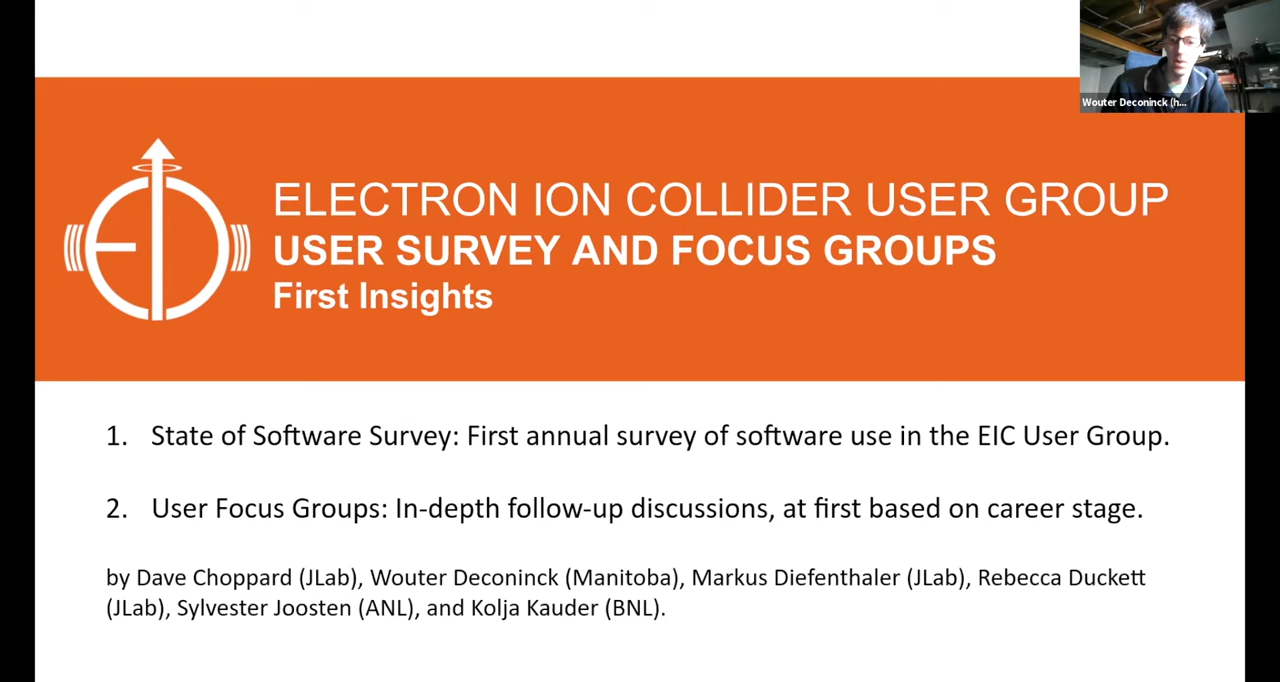 Wouter Deconinck (h...
ELECTRON ION COLLIDER USER GROUP
USER SURVEY AND FOCUS GROUPS
First Insights
1. State of Software Survey: First annual survey of software use in the EIC User Group.
2. User Focus Groups: In-depth follow-up discussions, at first based on career stage.
by Dave Choppard (JLab), Wouter Deconinck (Manitoba), Markus Diefenthaler (JLab), Rebecca Duckett
(JLab), Sylvester Joosten (ANL), and Kolja Kauder (BNL).